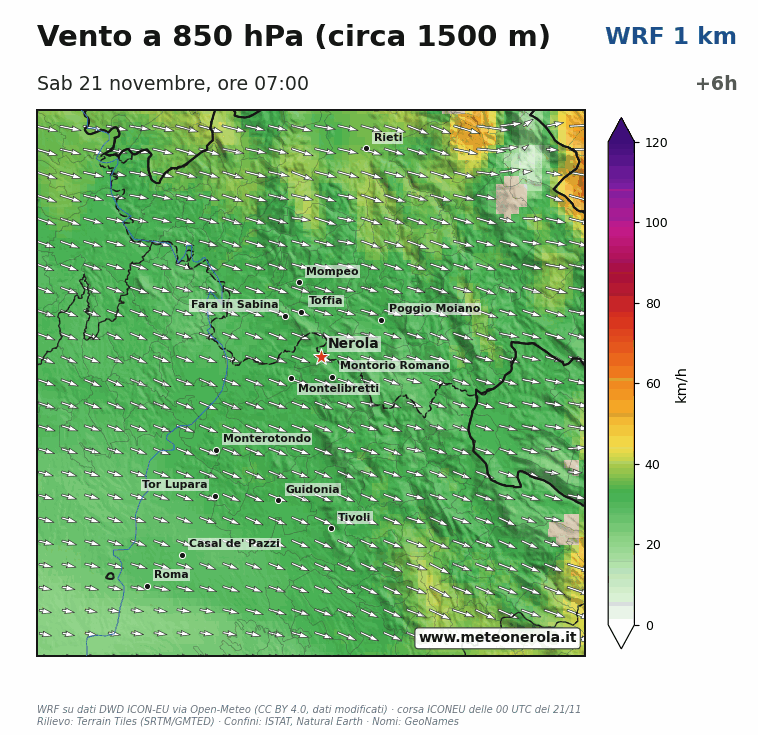 Vento a 850 hPa (circa 1500 m)
WRF 1 km
Sab 21 novembre, ore 07:00
+6h
Rieti
Mompeo
Fara in Sabina
Toffia
Poggio Moiano
Nerola
Montorio Romano
Montelibretti
Monterotondo
Tor Lupara
Guidonia
Tivoli
Casal de' Pazzi
Roma
www.meteonerola.it
120
100
80
60
40
20
0
km/h
WRF su dati DWD ICON-EU via Open-Meteo (CC BY 4.0, dati modificati) · corsa ICONEU delle 00 UTC del 21/11
Rilievo: Terrain Tiles (SRTM/GMTED) · Confini: ISTAT, Natural Earth · Nomi: GeoNames